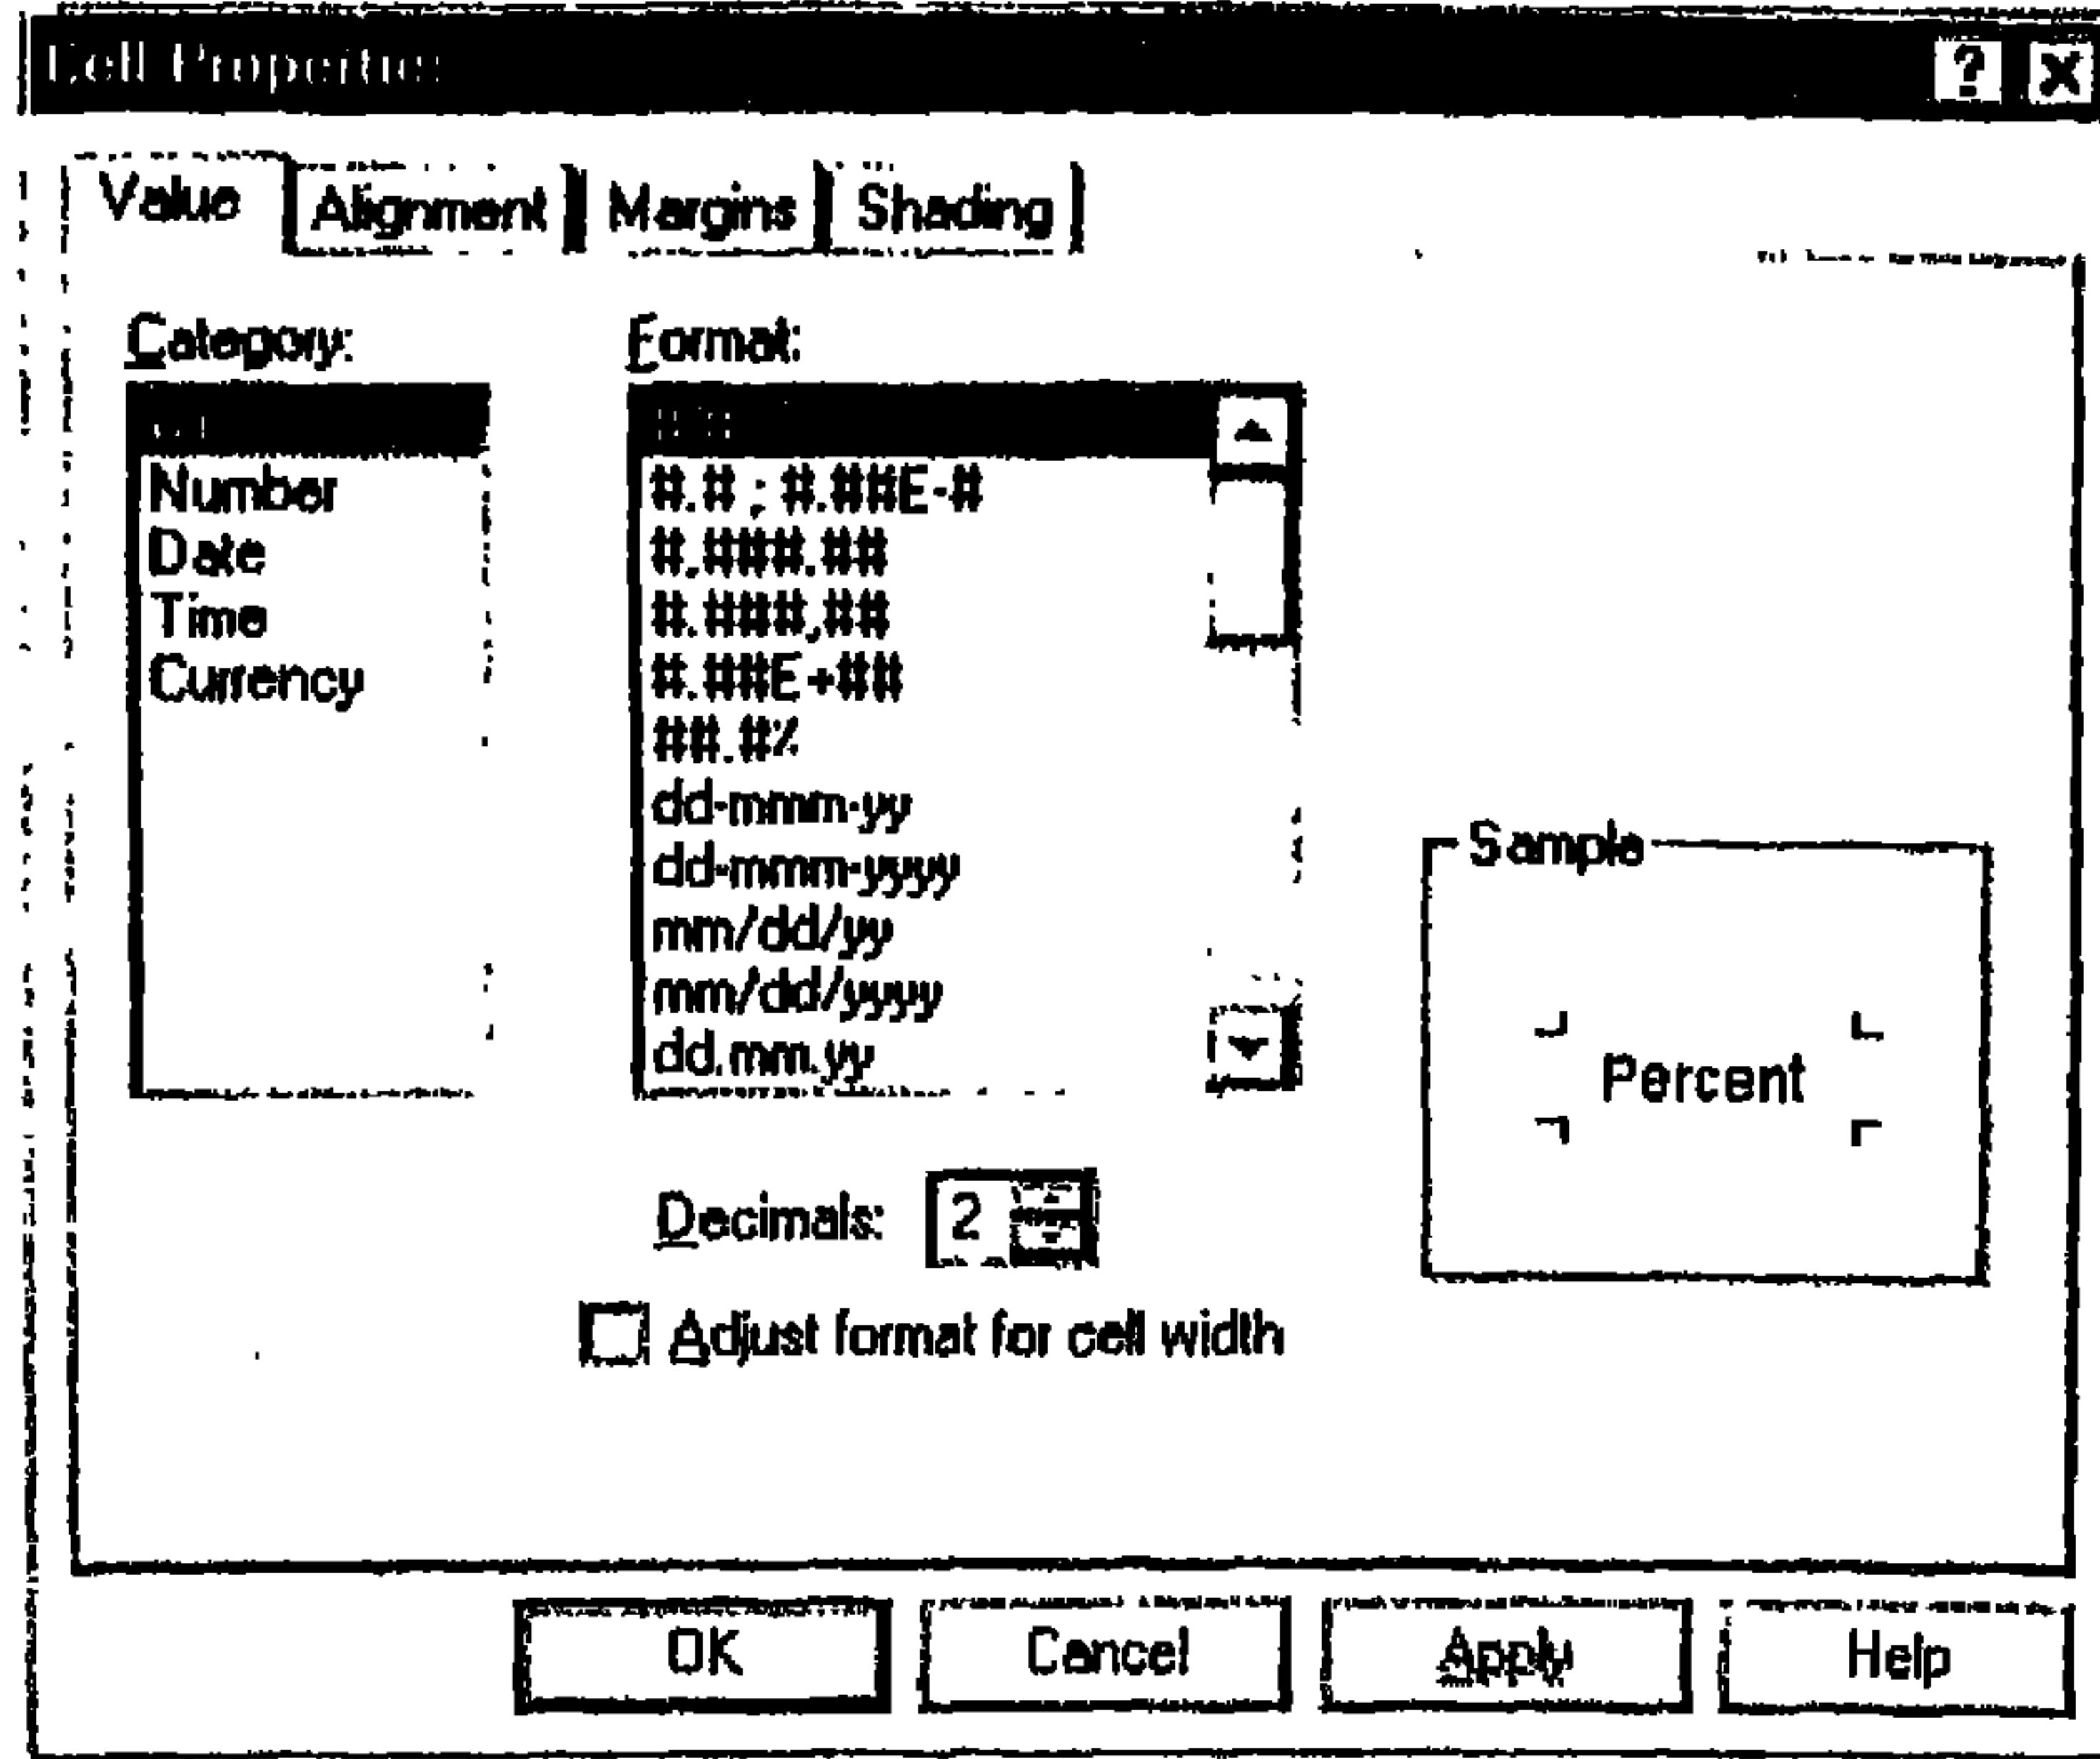 Cell Properties
Value Alignment Margins Shading
Category: Format:
Number
Date
Time
Currency
#.# ; #.##E-#
#,###.##
#.###,##
#.##E+##
##.#%
dd-mmm-yy
dd-mmm-yyyy
mm/dd/yy
mm/dd/yyyy
dd.mm.yy
Sample
Percent
Decimals: 2
Adjust format for cell width
OK Cancel Apply Help